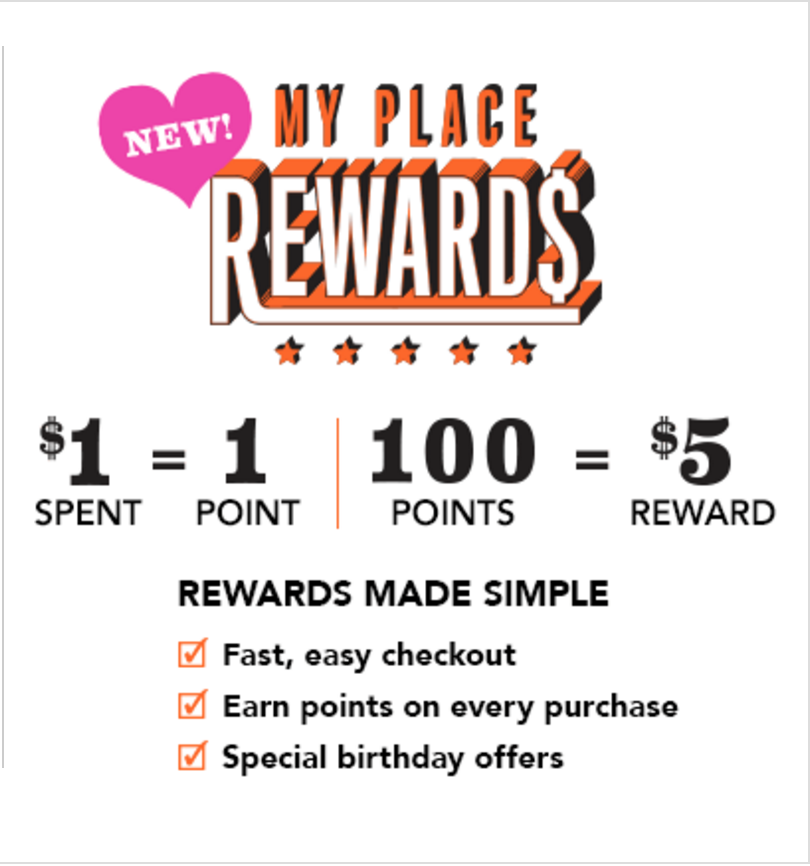 NEW!
MY PLACE
REWARD$
$1 = 1 | 100 = $5
SPENT POINT POINTS REWARD
REWARDS MADE SIMPLE
☑ Fast, easy checkout
☑ Earn points on every purchase
☑ Special birthday offers